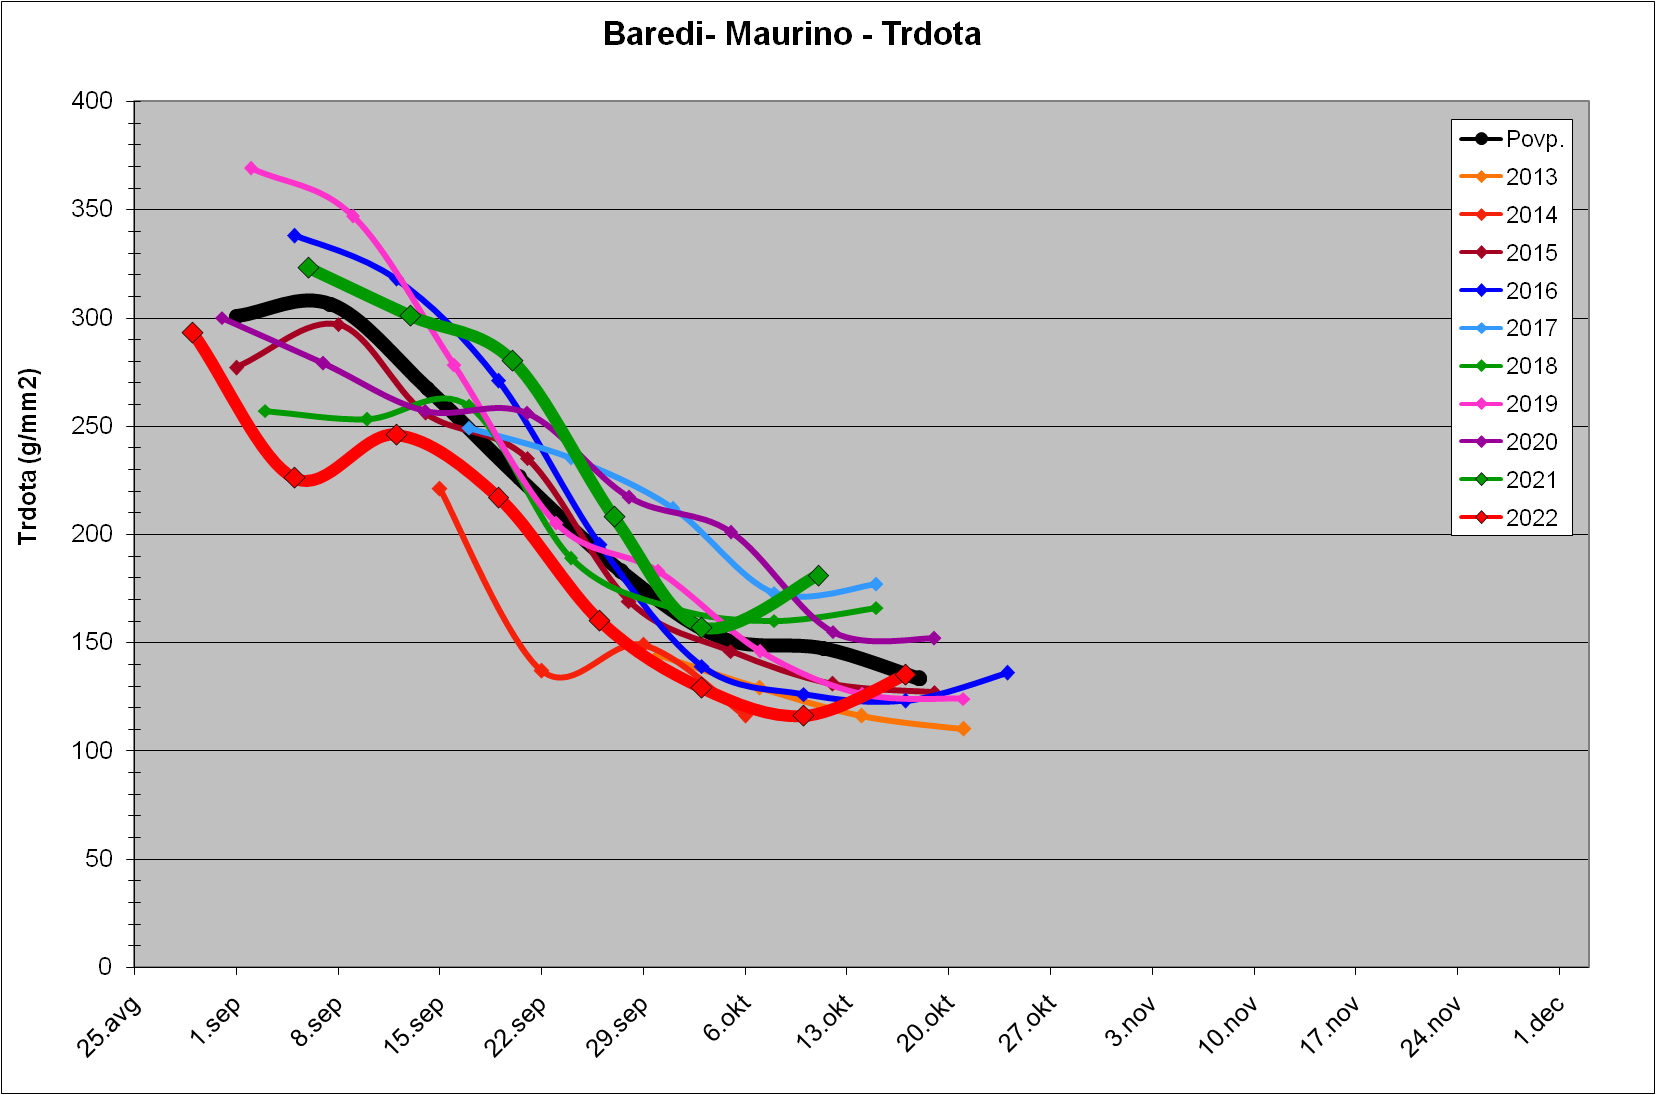 Baredi- Maurino - Trdota
Trdota (g/mm2)
400
350
300
250
200
150
100
50
0
25.avg
1.sep
8.sep
15.sep
22.sep
29.sep
6.okt
13.okt
20.okt
27.okt
3.nov
10.nov
17.nov
24.nov
1.dec
Povp.
2013
2014
2015
2016
2017
2018
2019
2020
2021
2022